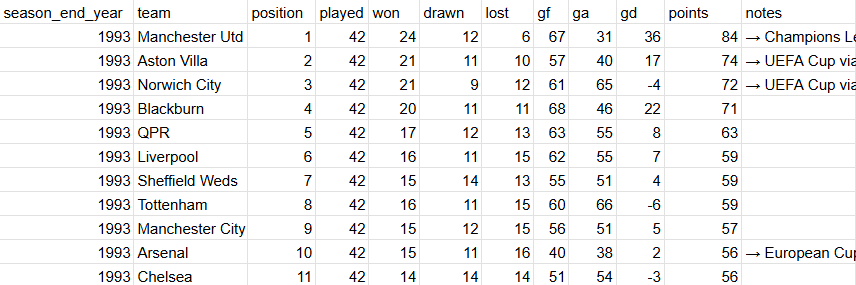 season_end_year team position played won drawn lost gf ga gd points notes
1993 Manchester Utd 1 42 24 12 6 67 31 36 84 → Champions Le
1993 Aston Villa 2 42 21 11 10 57 40 17 74 → UEFA Cup via
1993 Norwich City 3 42 21 9 12 61 65 -4 72 → UEFA Cup via
1993 Blackburn 4 42 20 11 11 68 46 22 71
1993 QPR 5 42 17 12 13 63 55 8 63
1993 Liverpool 6 42 16 11 15 62 55 7 59
1993 Sheffield Weds 7 42 15 14 13 55 51 4 59
1993 Tottenham 8 42 16 11 15 60 66 -6 59
1993 Manchester City 9 42 15 12 15 56 51 5 57
1993 Arsenal 10 42 15 11 16 40 38 2 56 → European Cup
1993 Chelsea 11 42 14 14 14 51 54 -3 56